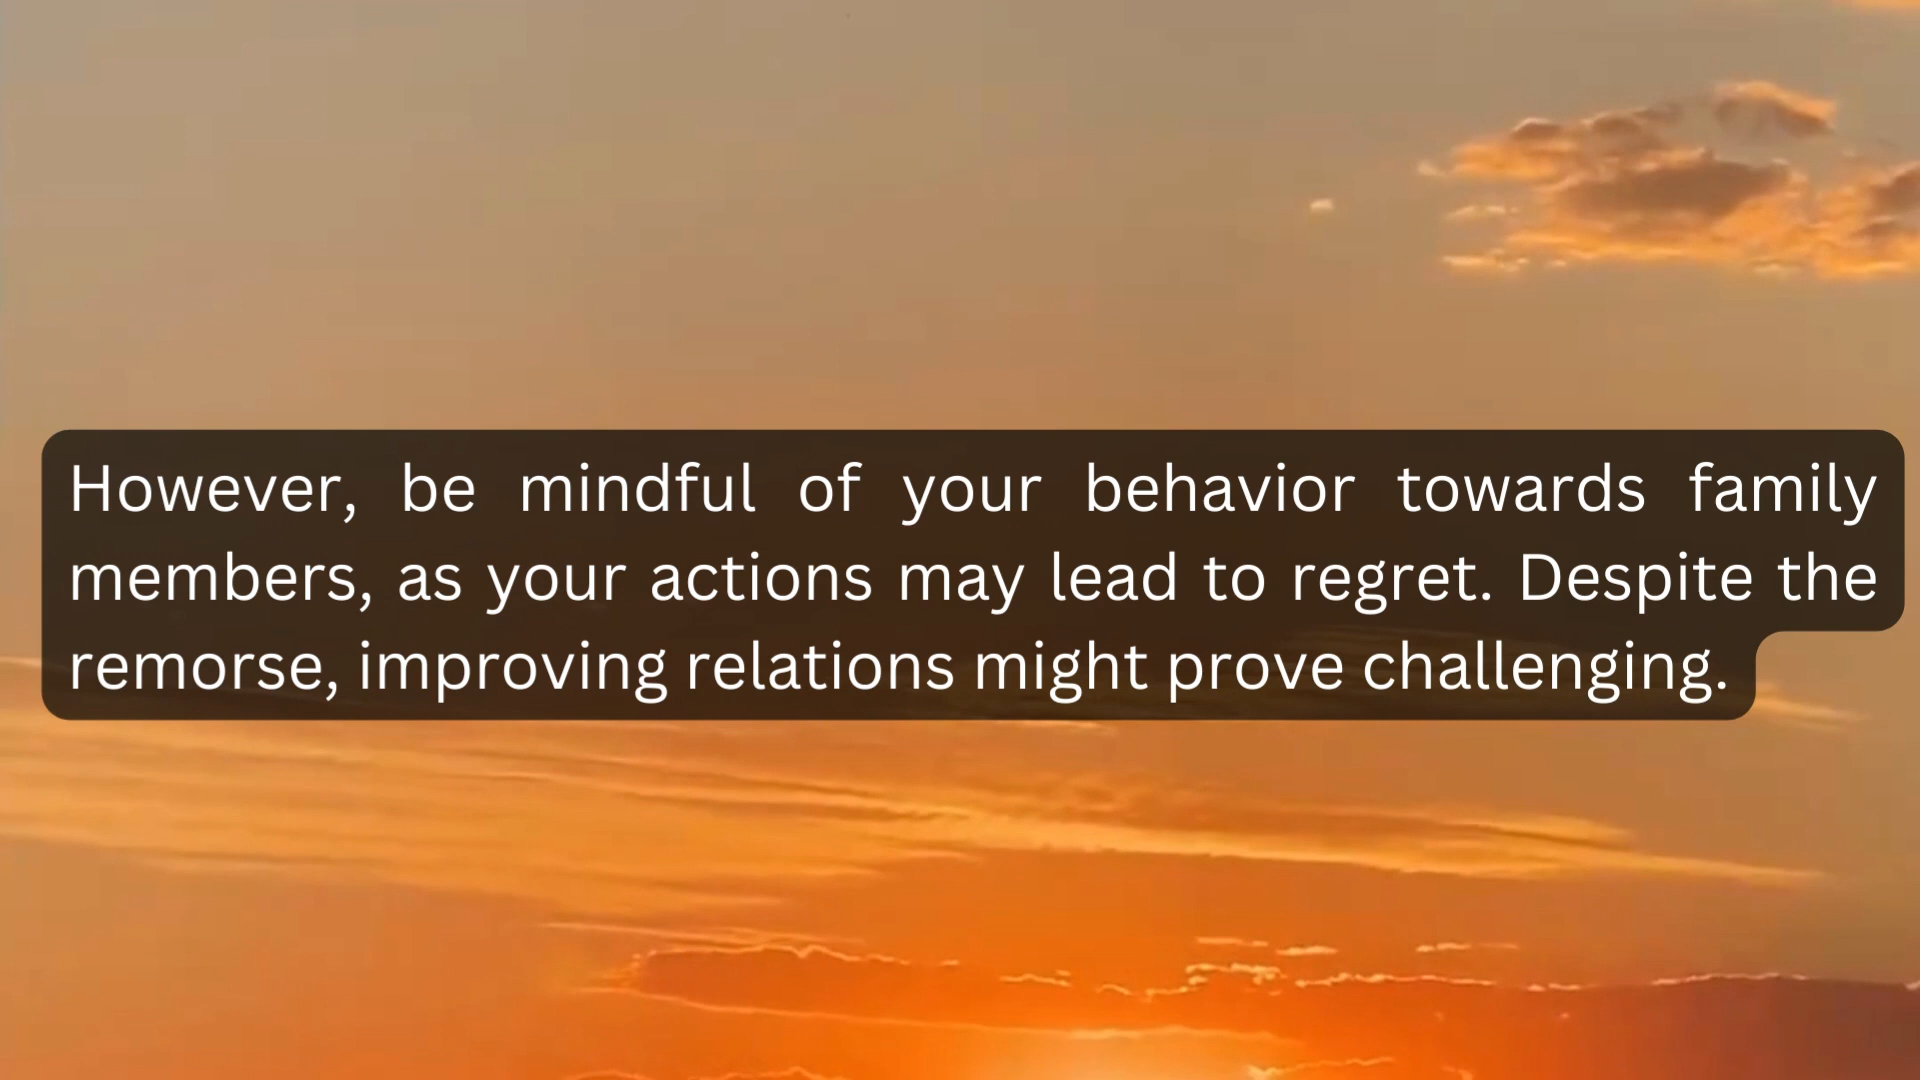 However, be mindful of your behavior towards family
members, as your actions may lead to regret. Despite the
remorse, improving relations might prove challenging.